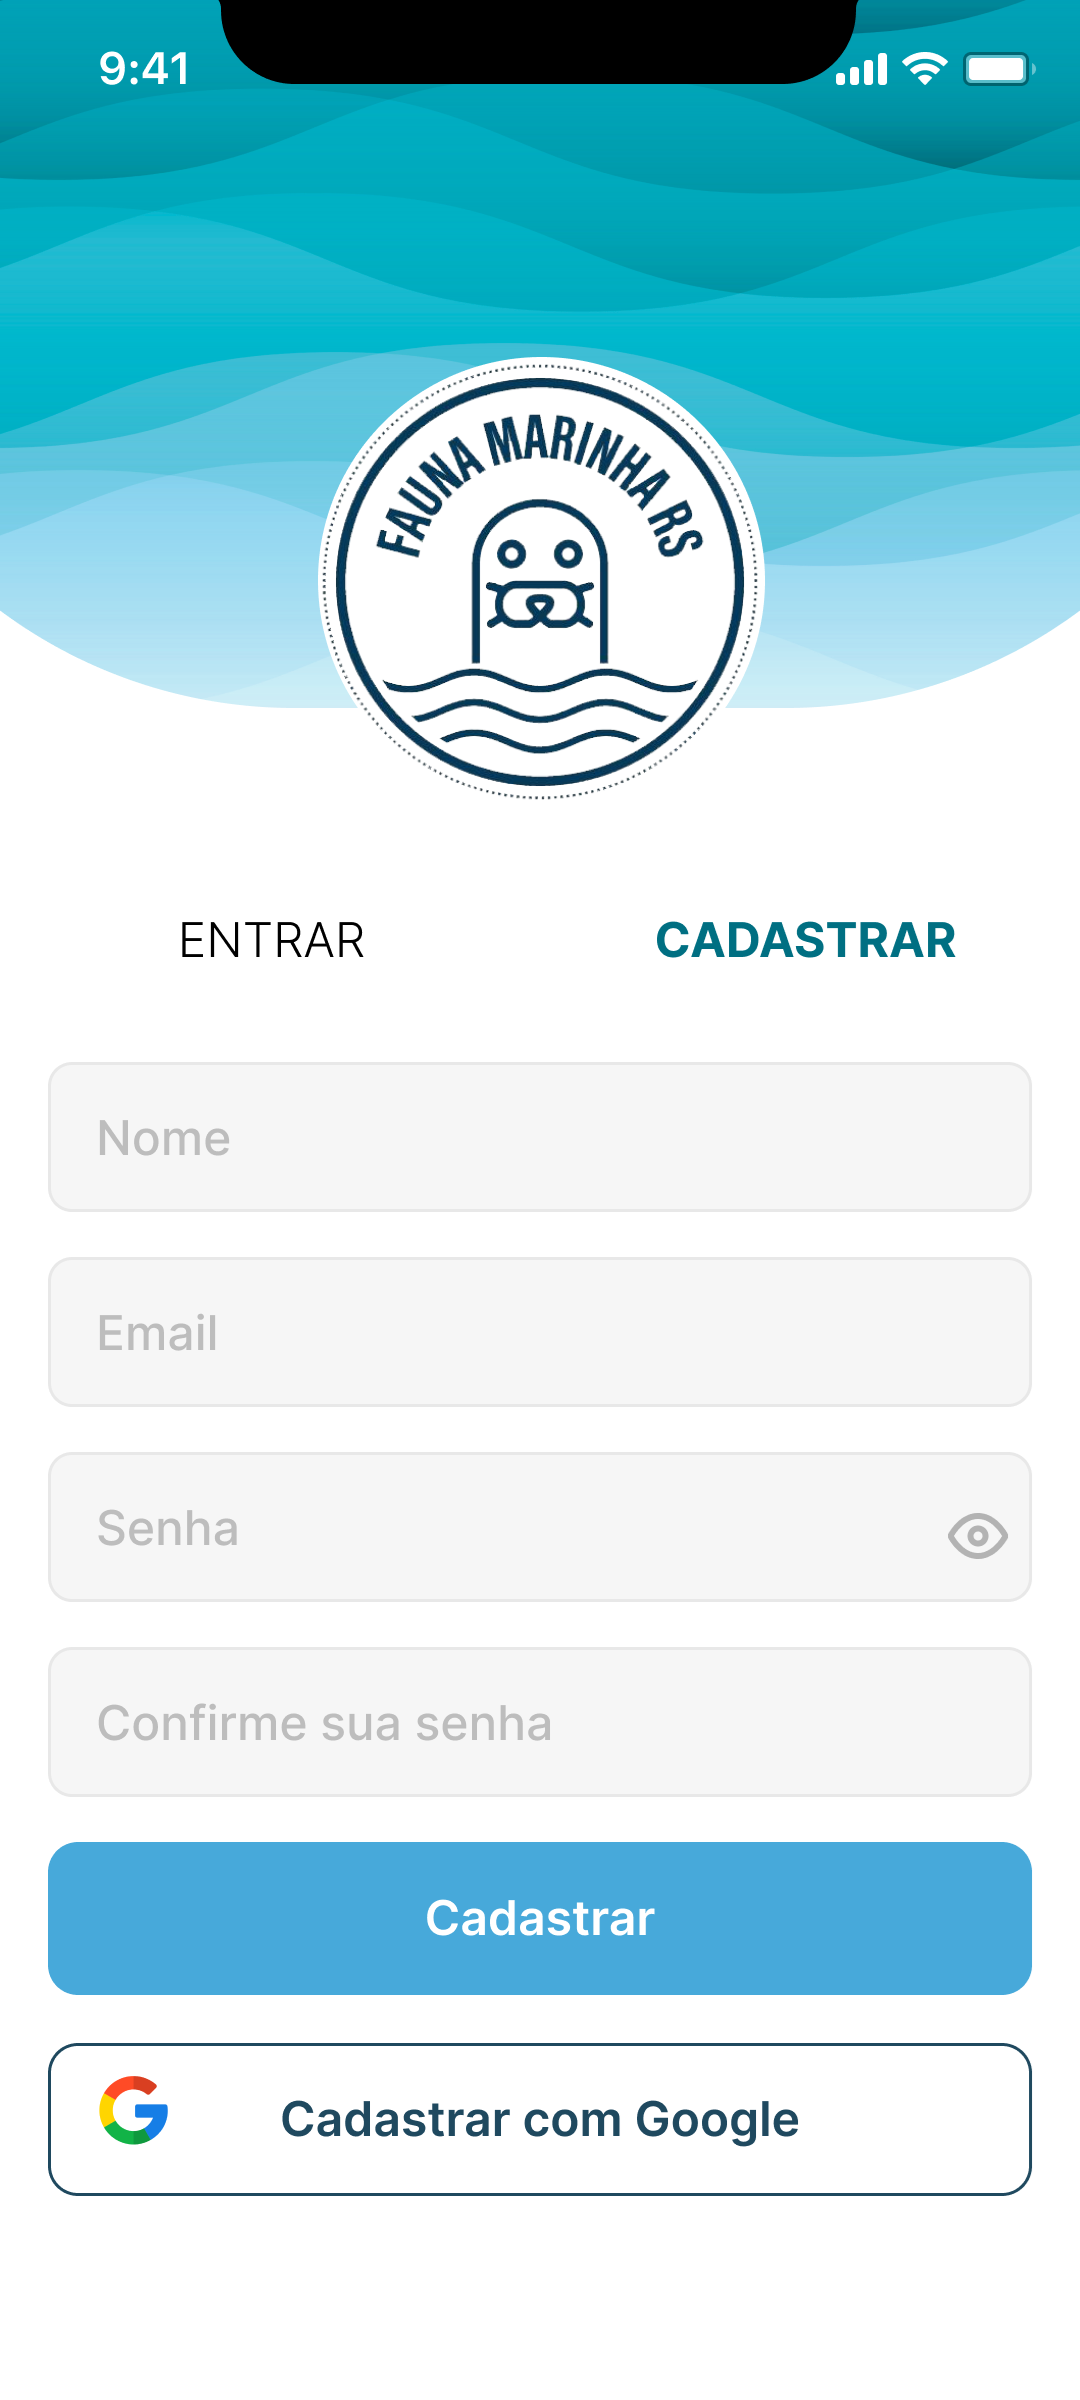 9:41
FAUNA MARINHA RS
ENTRAR
CADASTRAR
Nome
Email
Senha
Confirme sua senha
Cadastrar
Cadastrar com Google